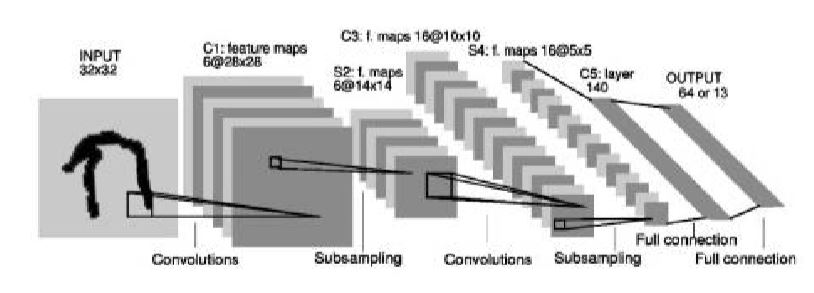 INPUT
32x32
C1: feature maps
6@28x28
S2: f. maps
6@14x14
C3: f. maps 16@10x10
S4: f. maps 16@5x5
C5: layer
140
OUTPUT
64 or 13
Convolutions
Subsampling
Convolutions
Subsampling
Full connection
Full connection